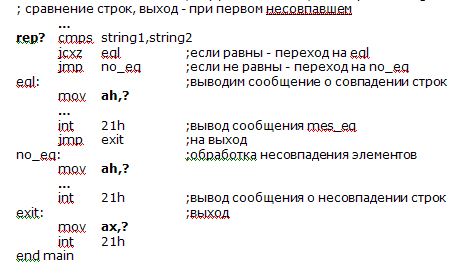 ; сравнение строк, выход - при первом несовпавшем
...
rep? cmps string1,string2
jcxz eql ;если равны - переход на eql
jmp no_eq ;если не равны - переход на no_eq
eql: ;выводим сообщение о совпадении строк
mov ah,?
...
int 21h ;вывод сообщения mes_eq
jmp exit ;на выход
no_eq: ;обработка несовпадения элементов
mov ah,?
...
int 21h ;вывод сообщения о несовпадении строк
exit: ;выход
mov ax,?
int 21h
end main